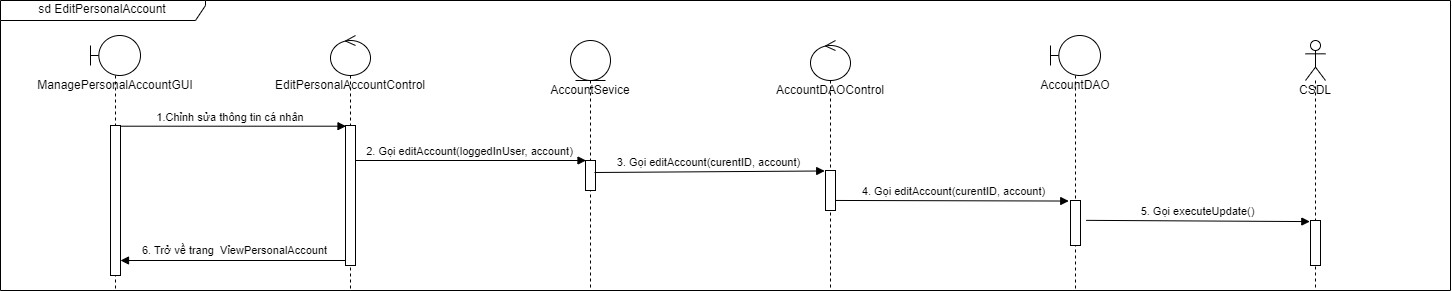 sd EditPersonalAccount
ManagePersonalAccountGUI
EditPersonalAccountControl
AccountSevice
AccountDAOControl
AccountDAO
CSDL
1.Chỉnh sửa thông tin cá nhân
2. Gọi editAccount(loggedInUser, account)
3. Gọi editAccount(curentID, account)
4. Gọi editAccount(curentID, account)
5. Gọi executeUpdate()
6. Trở về trang ViewPersonalAccount